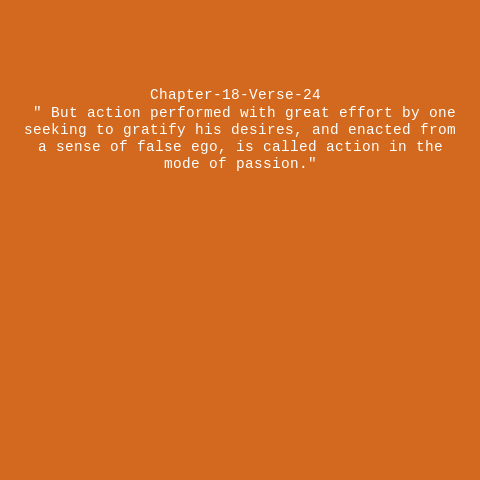 Chapter-18-Verse-24
" But action performed with great effort by one
seeking to gratify his desires, and enacted from
a sense of false ego, is called action in the
mode of passion."